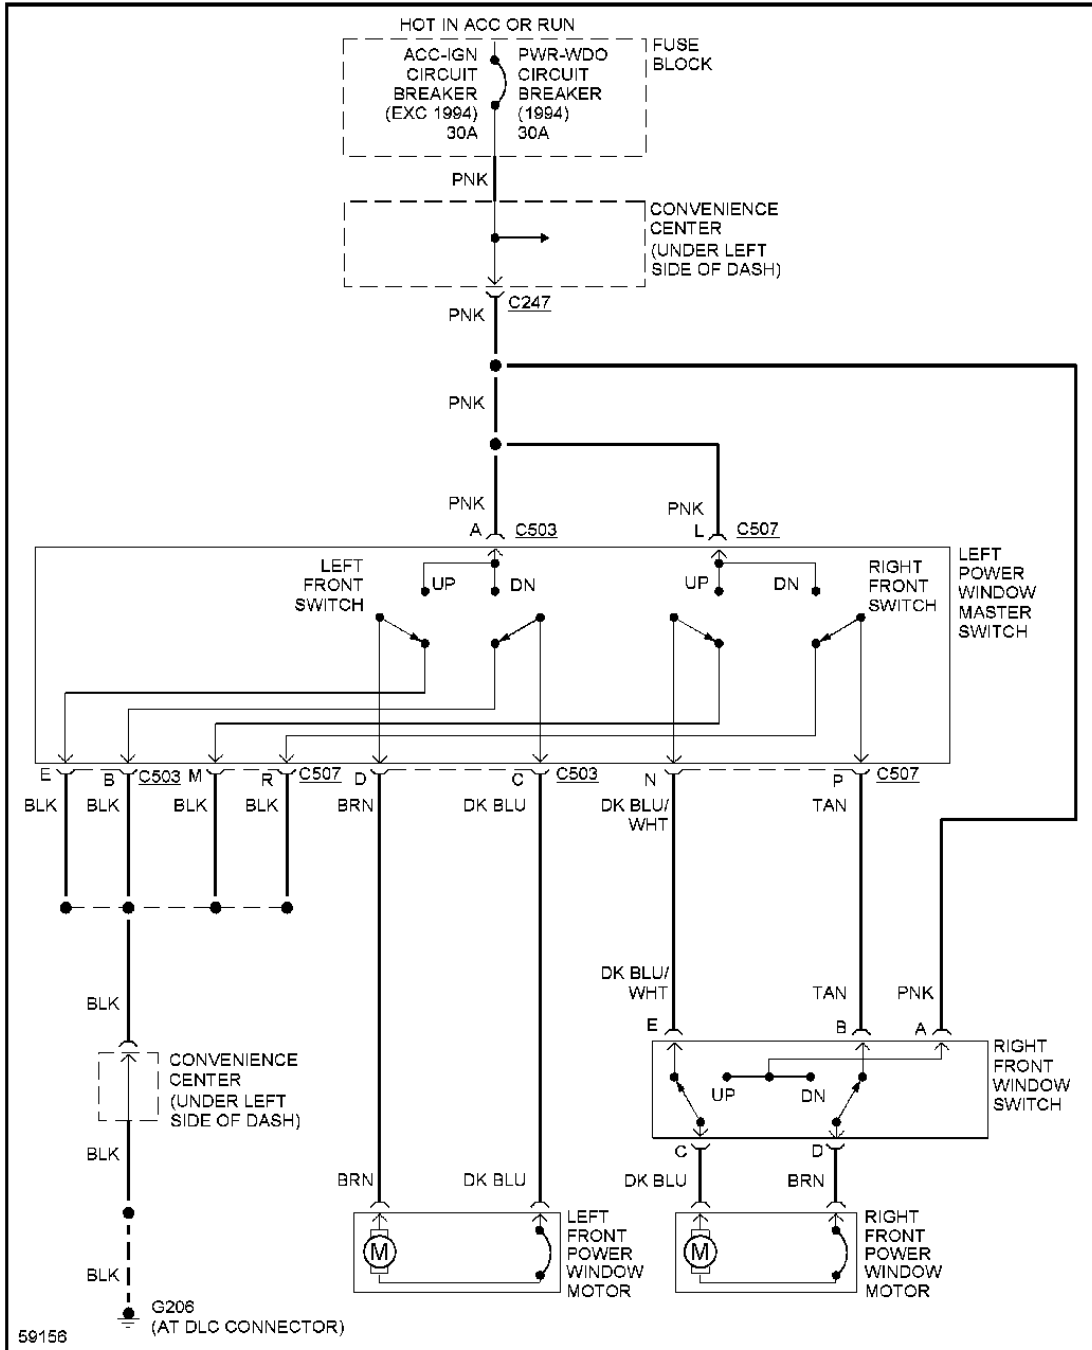 HOT IN ACC OR RUN
ACC-IGN
CIRCUIT
BREAKER
(EXC 1994)
30A
PWR-WDO
CIRCUIT
BREAKER
(1994)
30A
FUSE
BLOCK
PNK
CONVENIENCE
CENTER
(UNDER LEFT
SIDE OF DASH)
C247
PNK
PNK
PNK
A
C503
PNK
L
C507
LEFT
FRONT
SWITCH
UP
DN
UP
DN
RIGHT
FRONT
SWITCH
LEFT
POWER
WINDOW
MASTER
SWITCH
E
B
C503
M
R
C507
D
C
C503
N
P
C507
BLK
BLK
BLK
BLK
BRN
DK BLU
DK BLU/
WHT
TAN
BLK
DK BLU/
WHT
TAN
PNK
E
B
A
CONVENIENCE
CENTER
(UNDER LEFT
SIDE OF DASH)
UP
DN
RIGHT
FRONT
WINDOW
SWITCH
BLK
C
D
BRN
DK BLU
DK BLU
BRN
M
LEFT
FRONT
POWER
WINDOW
MOTOR
M
RIGHT
FRONT
POWER
WINDOW
MOTOR
BLK
G206
(AT DLC CONNECTOR)
59156